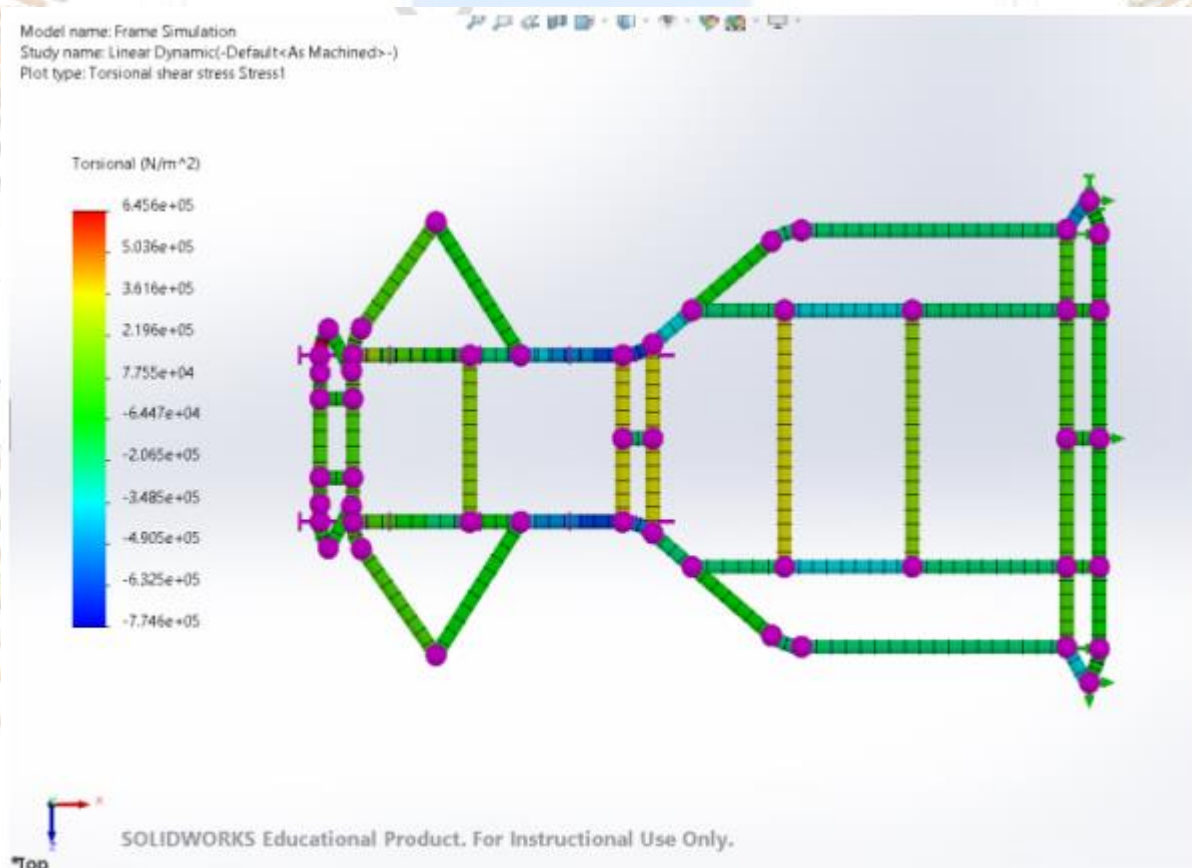 Model name: Frame Simulation
Study name: Linear Dynamic(-Default<As Machined>-)
Plot type: Torsional shear stress Stress1
Torsional (N/m^2)
6.456e+05
5.036e+05
3.616e+05
2.196e+05
7.755e+04
-6.447e+04
-2.065e+05
-3.485e+05
-4.905e+05
-6.325e+05
-7.746e+05
x
SOLIDWORKS Educational Product. For Instructional Use Only.
*Top